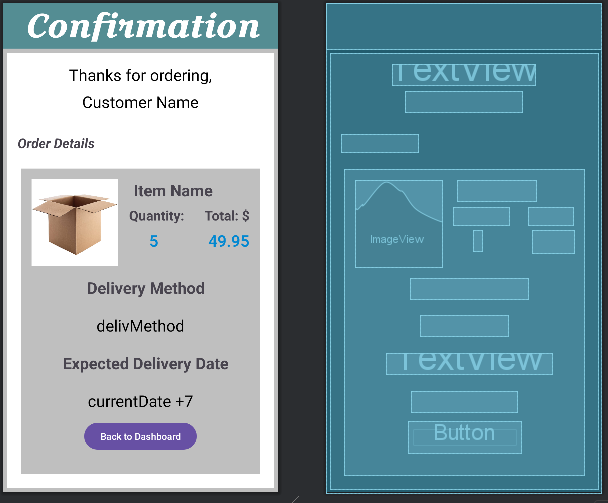 Confirmation
Thanks for ordering,
Customer Name
Order Details
Item Name
Quantity: Total: $
5 49.95
Delivery Method
delivMethod
Expected Delivery Date
currentDate +7
Back to Dashboard
TextView
ImageView
TextView
Button